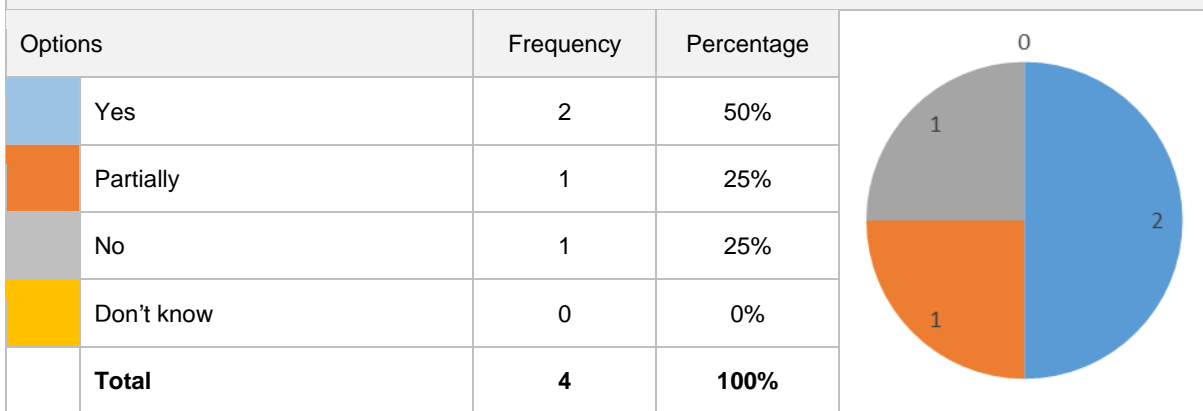 Options Frequency Percentage
Yes 2 50%
Partially 1 25%
No 1 25%
Don't know 0 0%
Total 4 100%
0
1
2
1